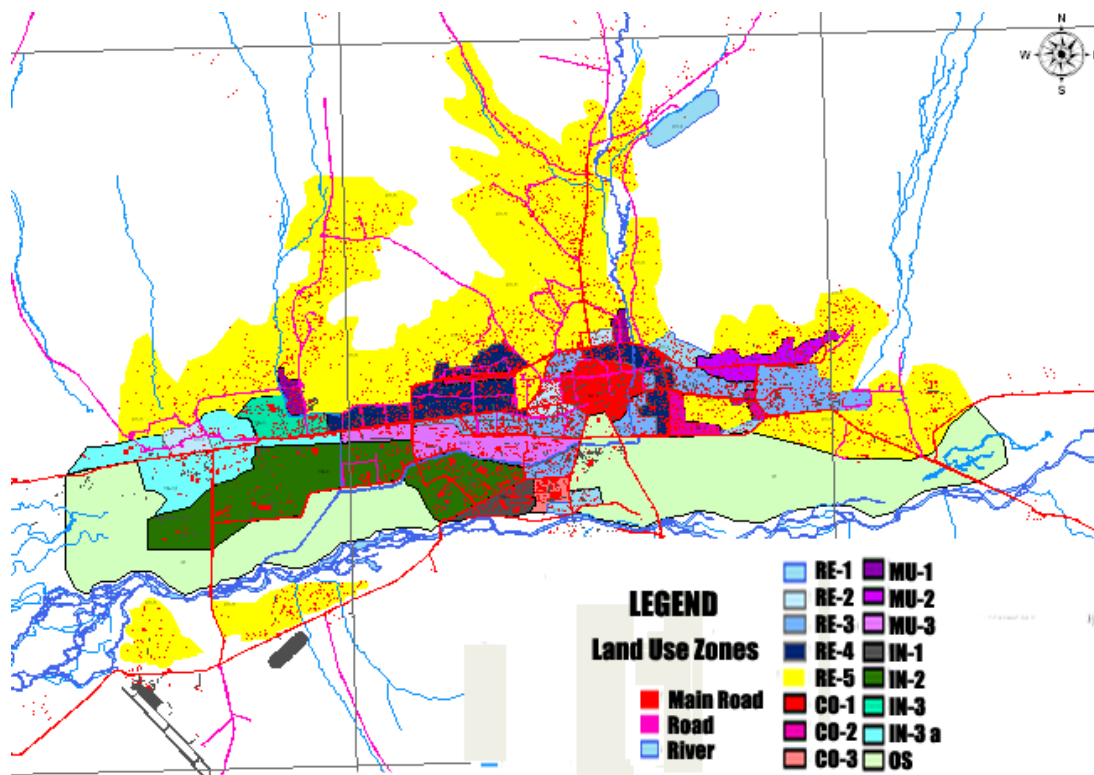 N
W
S
LEGEND
Land Use Zones
Main Road
Road
River
RE-1 MU-1
RE-2 MU-2
RE-3 MU-3
RE-4 IN-1
RE-5 IN-2
CO-1 IN-3
CO-2 IN-3 a
CO-3 OS